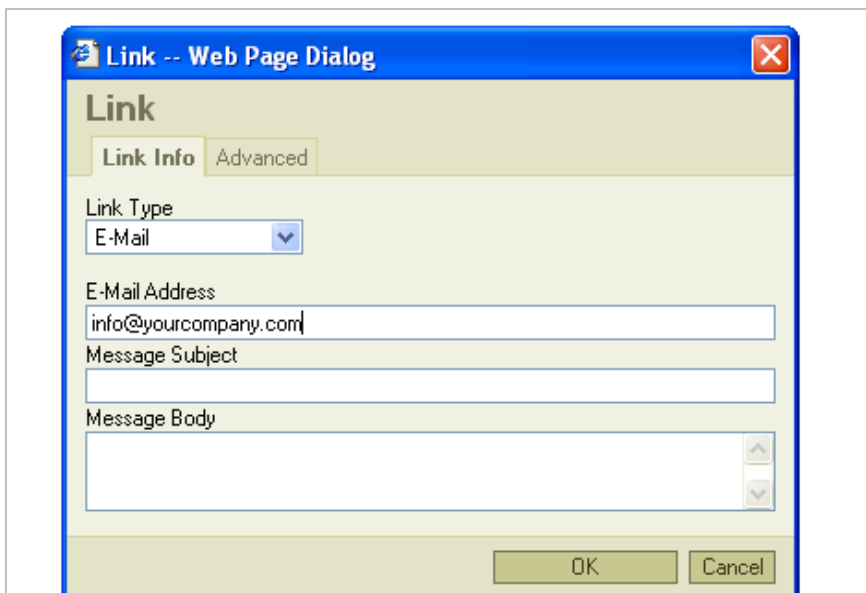 Link -- Web Page Dialog
Link
Link Info Advanced
Link Type
E-Mail
E-Mail Address
info@yourcompany.com
Message Subject
Message Body
OK Cancel